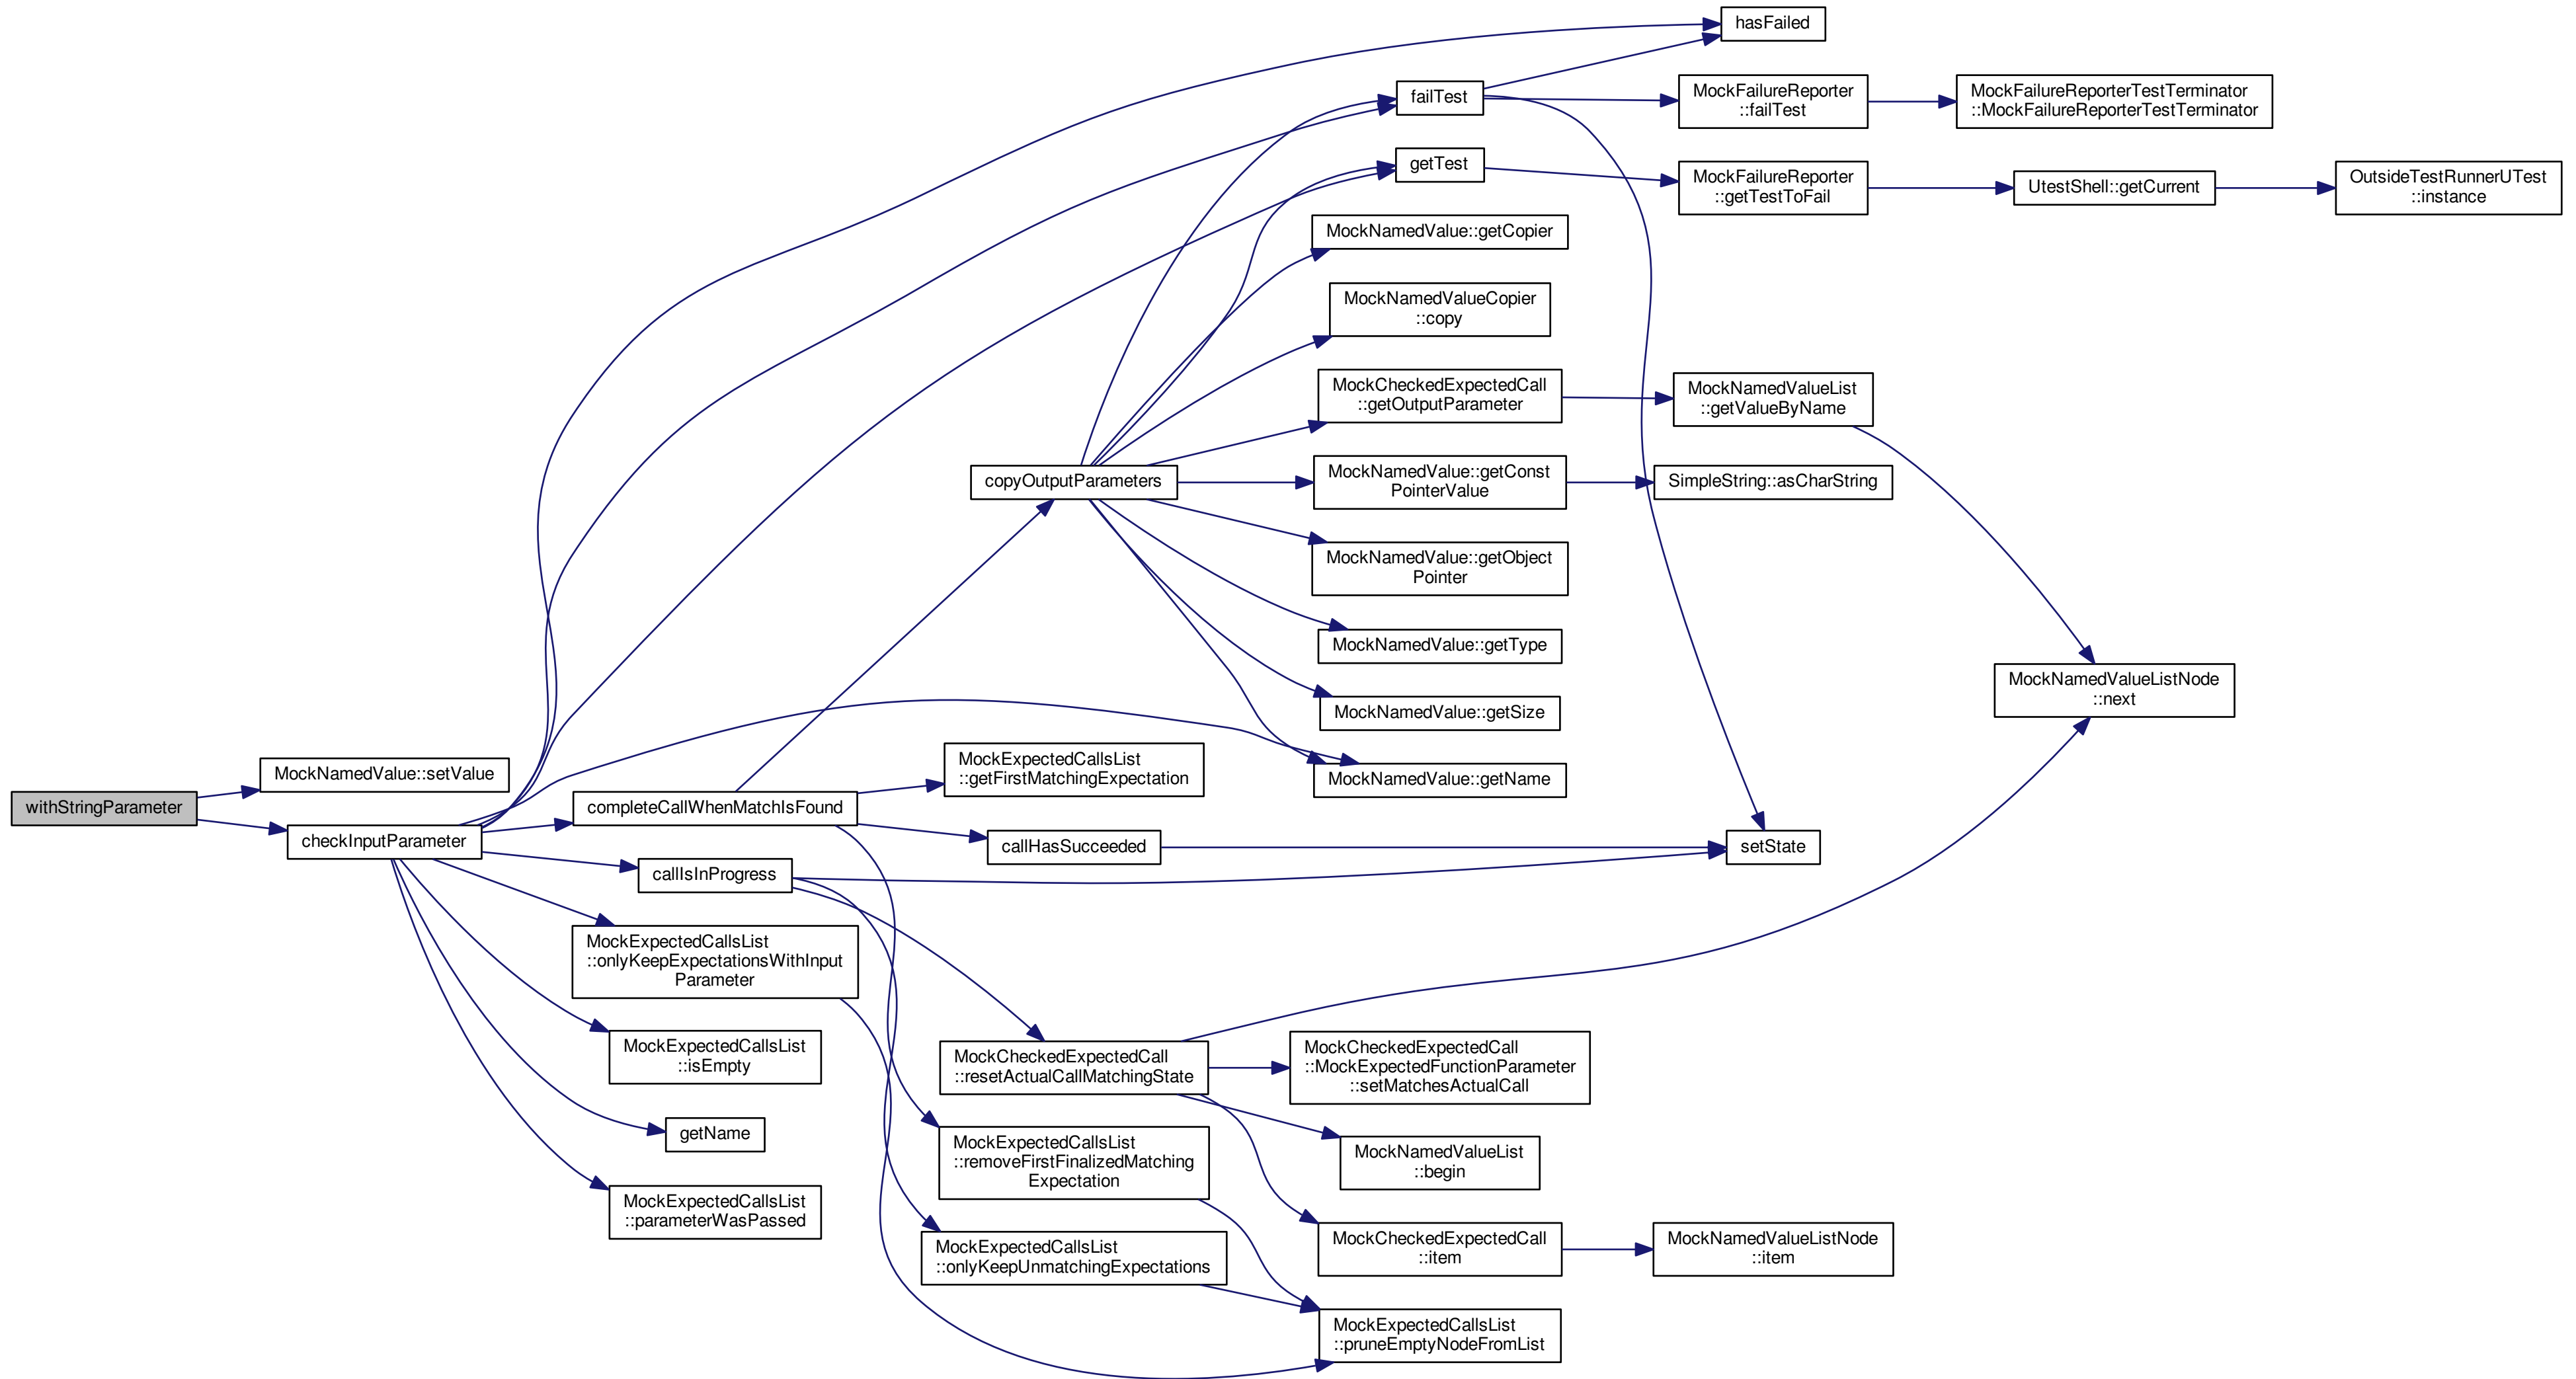 hasFailed
failTest
MockFailureReporter
::failTest
MockFailureReporterTestTerminator
::MockFailureReporterTestTerminator
getTest
MockFailureReporter
::getTestToFail
UtestShell::getCurrent
OutsideTestRunnerUTest
::instance
MockNamedValue::getCopier
MockNamedValueCopier
::copy
MockCheckedExpectedCall
::getOutputParameter
MockNamedValueList
::getValueByName
copyOutputParameters
MockNamedValue::getConst
PointerValue
SimpleString::asCharString
MockNamedValue::getObject
Pointer
MockNamedValue::getType
MockNamedValueListNode
::next
MockNamedValue::getSize
MockNamedValue::setValue
MockExpectedCallsList
::getFirstMatchingExpectation
MockNamedValue::getName
withStringParameter
completeCallWhenMatchIsFound
checkInputParameter
callHasSucceeded
setState
callIsInProgress
MockExpectedCallsList
::onlyKeepExpectationsWithInput
Parameter
MockExpectedCallsList
::isEmpty
MockCheckedExpectedCall
::resetActualCallMatchingState
MockCheckedExpectedCall
::MockExpectedFunctionParameter
::setMatchesActualCall
getName
MockExpectedCallsList
::removeFirstFinalizedMatching
Expectation
MockNamedValueList
::begin
MockExpectedCallsList
::parameterWasPassed
MockExpectedCallsList
::onlyKeepUnmatchingExpectations
MockCheckedExpectedCall
::item
MockNamedValueListNode
::item
MockExpectedCallsList
::pruneEmptyNodeFromList